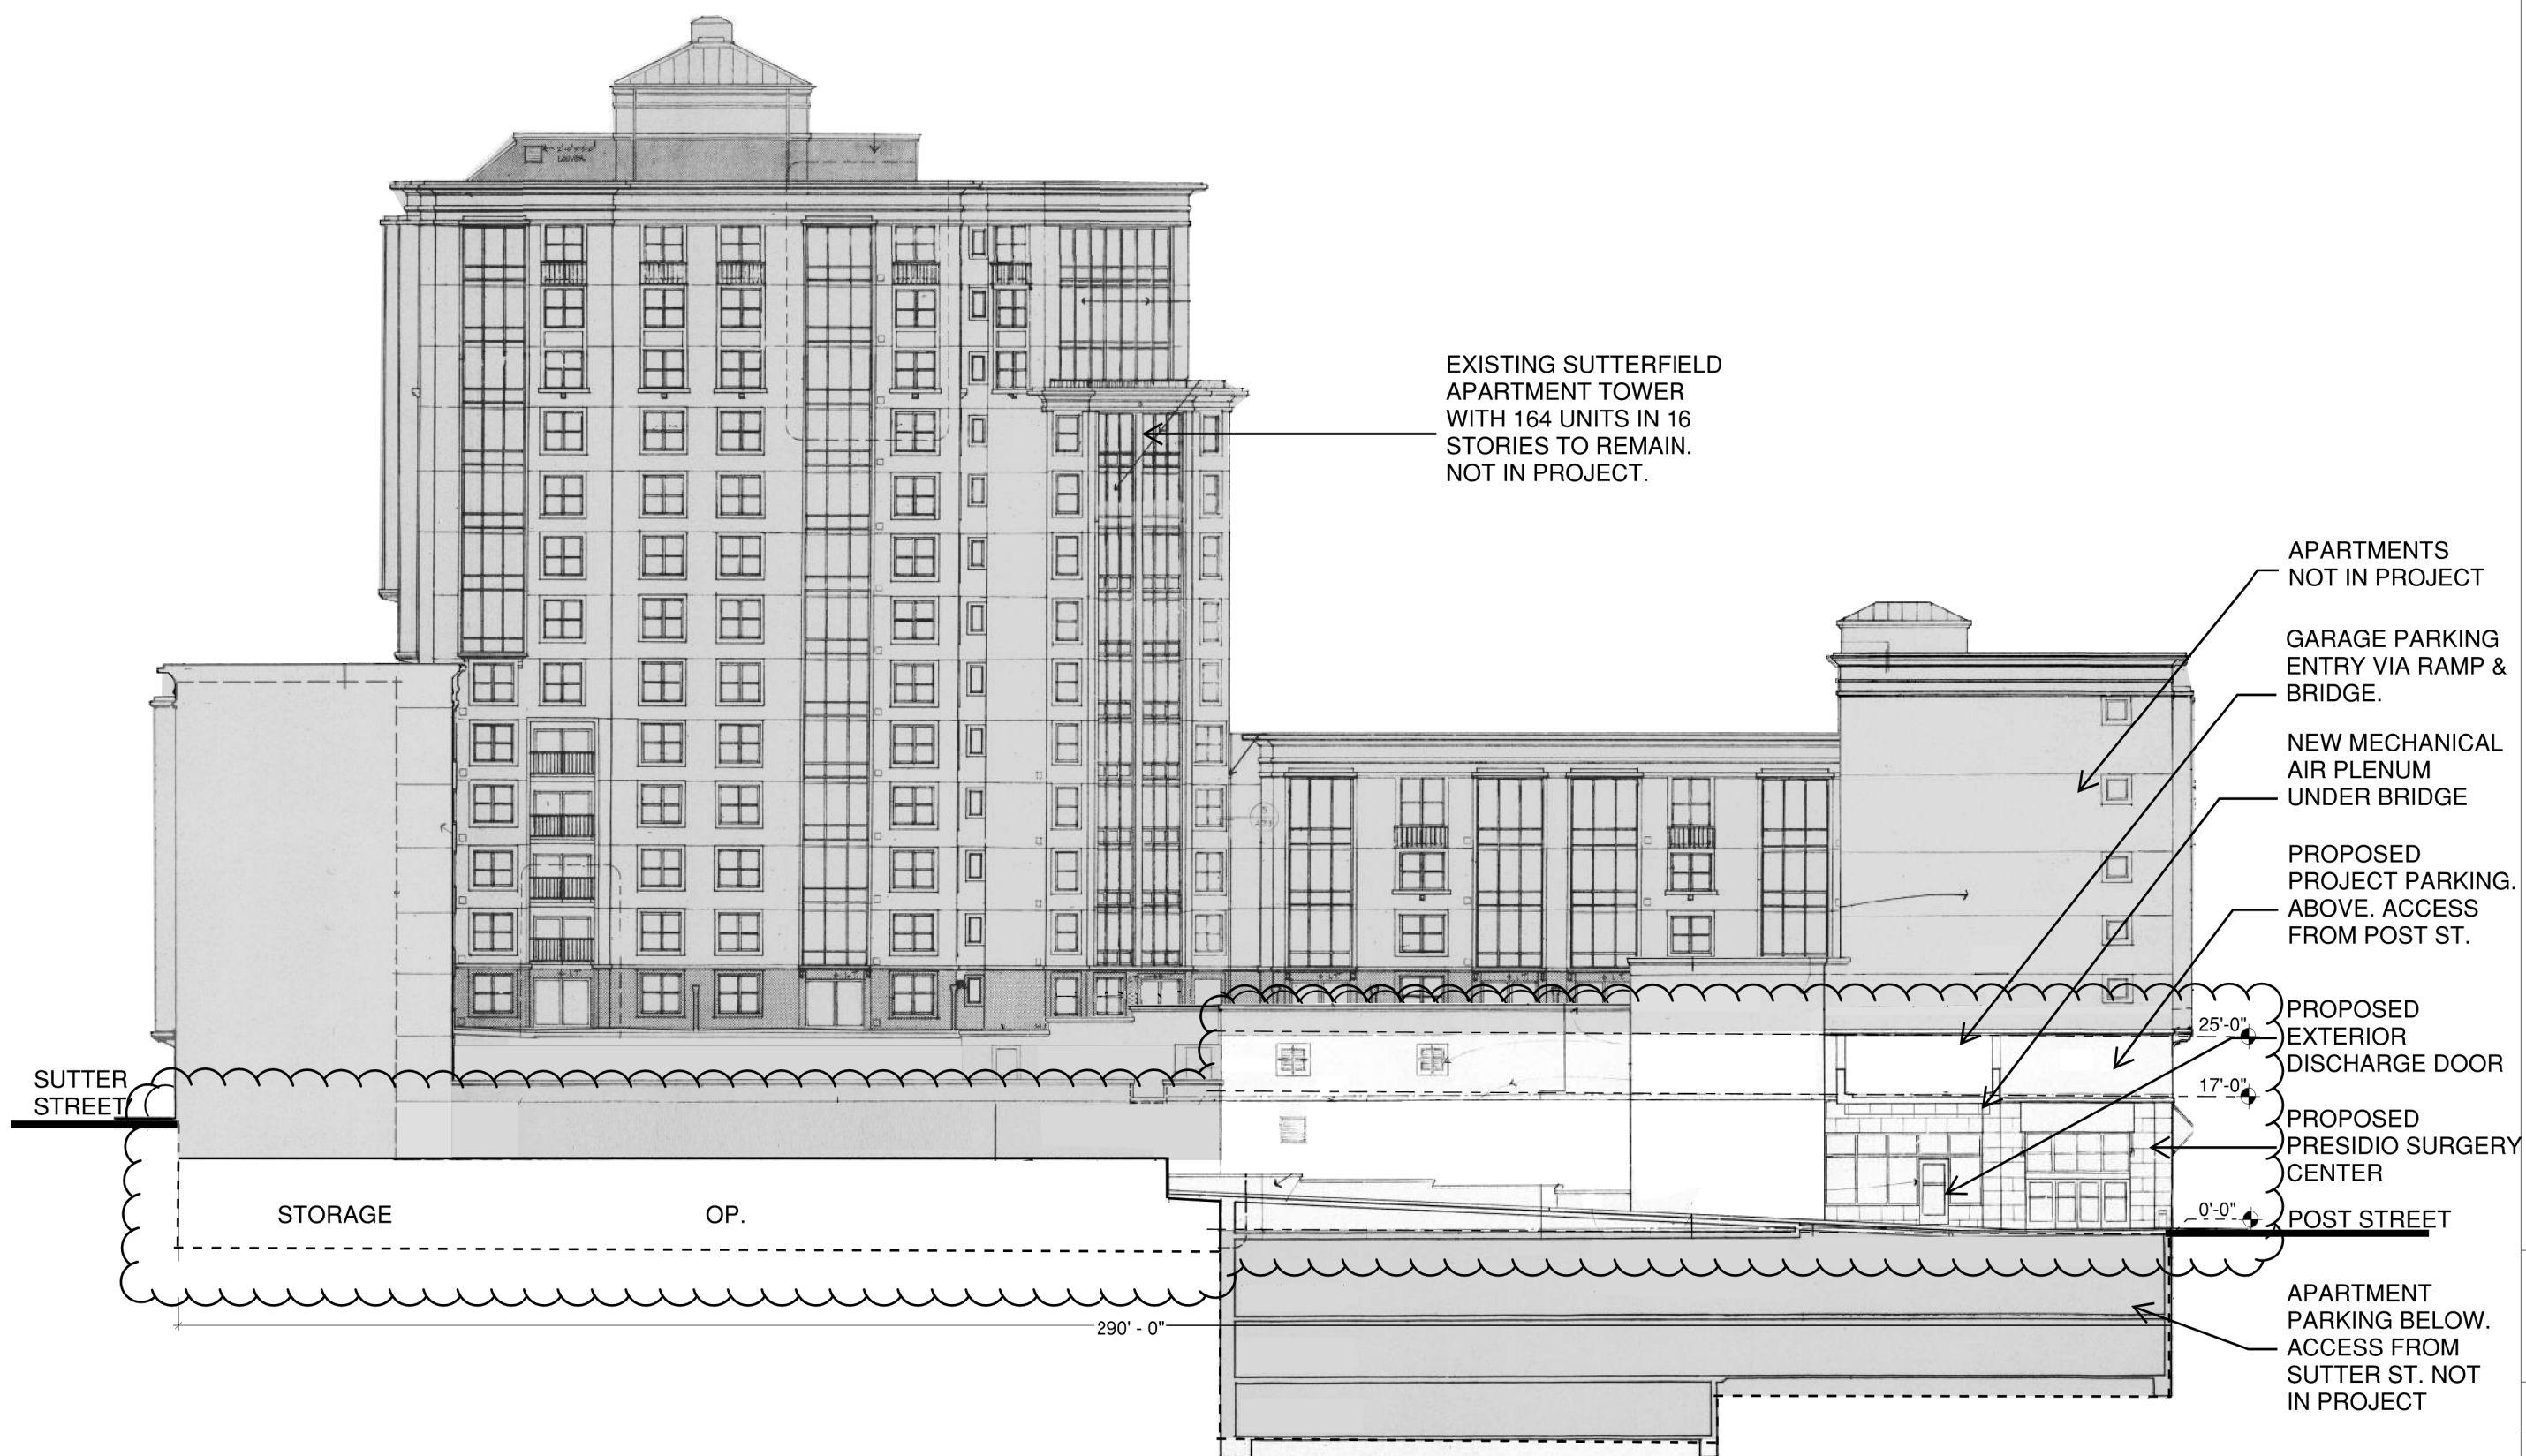 EXISTING SUTTERFIELD
APARTMENT TOWER
WITH 164 UNITS IN 16
STORIES TO REMAIN.
NOT IN PROJECT.
APARTMENTS
NOT IN PROJECT
GARAGE PARKING
ENTRY VIA RAMP &
BRIDGE.
NEW MECHANICAL
AIR PLENUM
UNDER BRIDGE
PROPOSED
PROJECT PARKING.
ABOVE. ACCESS
FROM POST ST.
PROPOSED
EXTERIOR
DISCHARGE DOOR
25'-0"
17'-0"
PROPOSED
PRESIDIO SURGERY
CENTER
0'-0"
POST STREET
SUTTER
STREET
STORAGE
OP.
290' - 0"
APARTMENT
PARKING BELOW.
ACCESS FROM
SUTTER ST. NOT
IN PROJECT
LOUVER